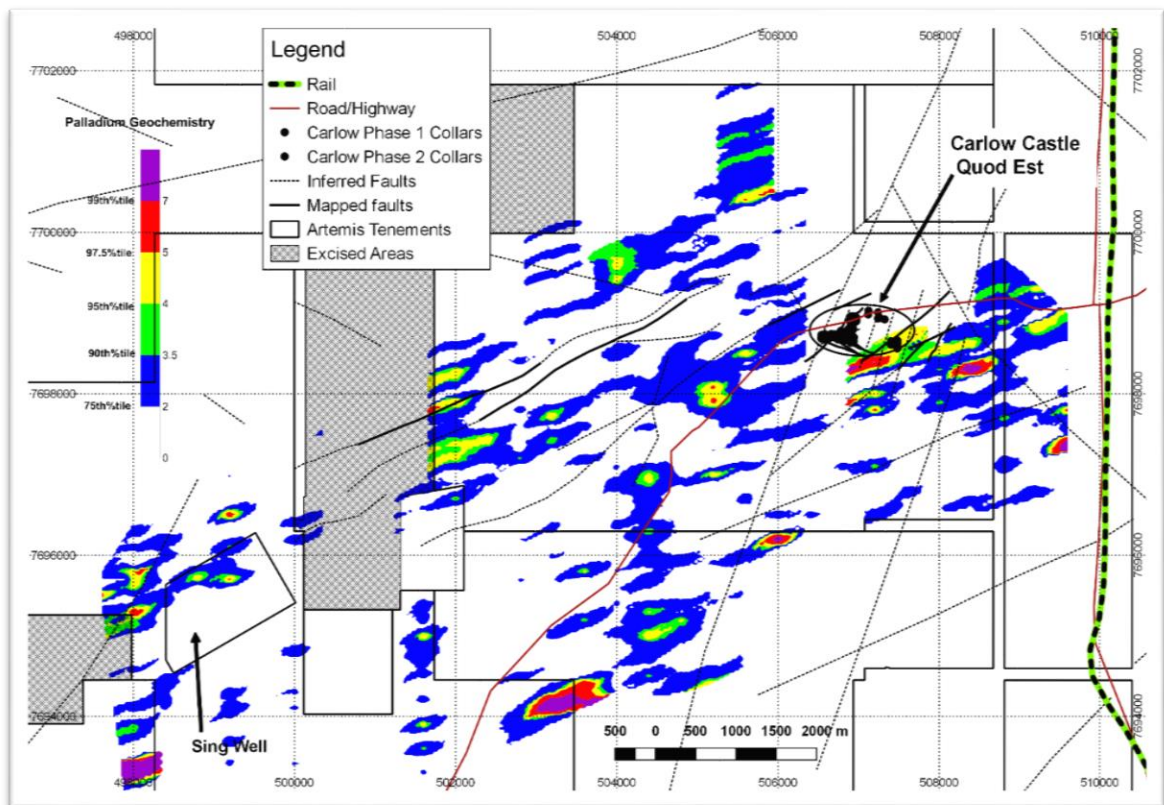 498000
504000
506000
508000
510000
Legend
Rail
Road/Highway
Carlow Phase 1 Collars
Carlow Phase 2 Collars
Inferred Faults
Mapped faults
Artemis Tenements
Excised Areas
7702000
7702000
Palladium Geochemistry
99th%tile
7
97.5%tile
5
95th%tile
4
90th%tile
3.5
75th%tile
2
0
Carlow Castle
Quod Est
7700000
7700000
7698000
7698000
7696000
7696000
7694000
7694000
Sing Well
500 0 500 1000 1500 2000 m
498000
500000
502000
504000
506000
508000
510000